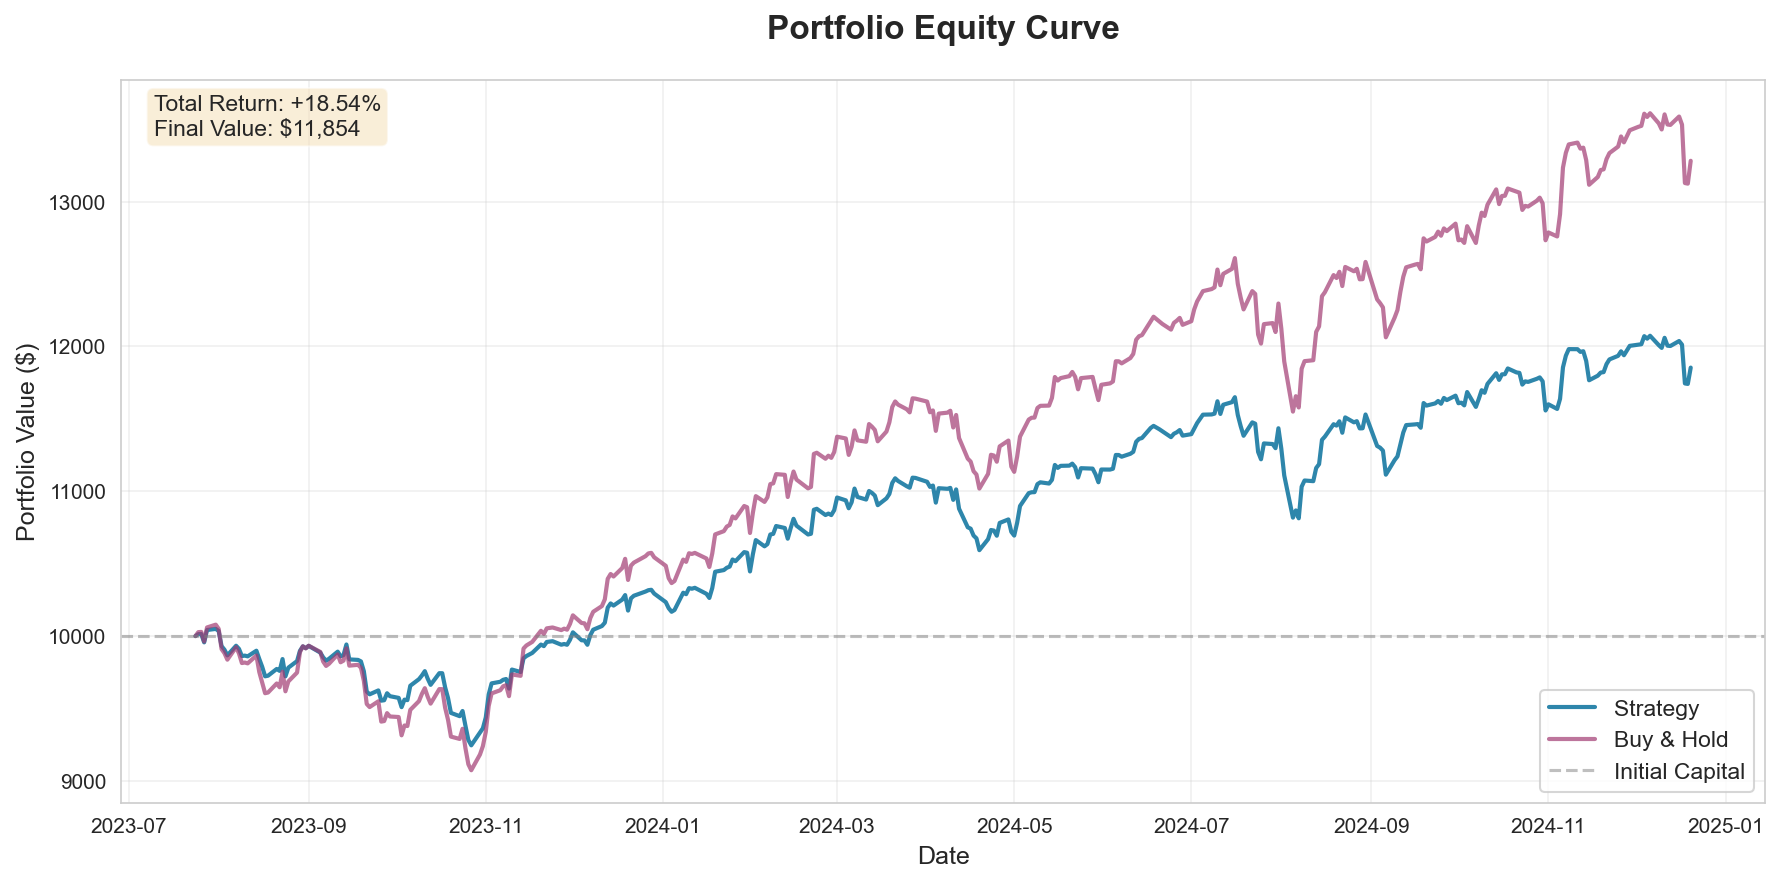 Portfolio Equity Curve
Total Return: +18.54%
Final Value: $11,854
Portfolio Value ($)
13000
12000
11000
10000
9000
Strategy
Buy & Hold
Initial Capital
2023-07
2023-09
2023-11
2024-01
2024-03
2024-05
2024-07
2024-09
2024-11
2025-01
Date